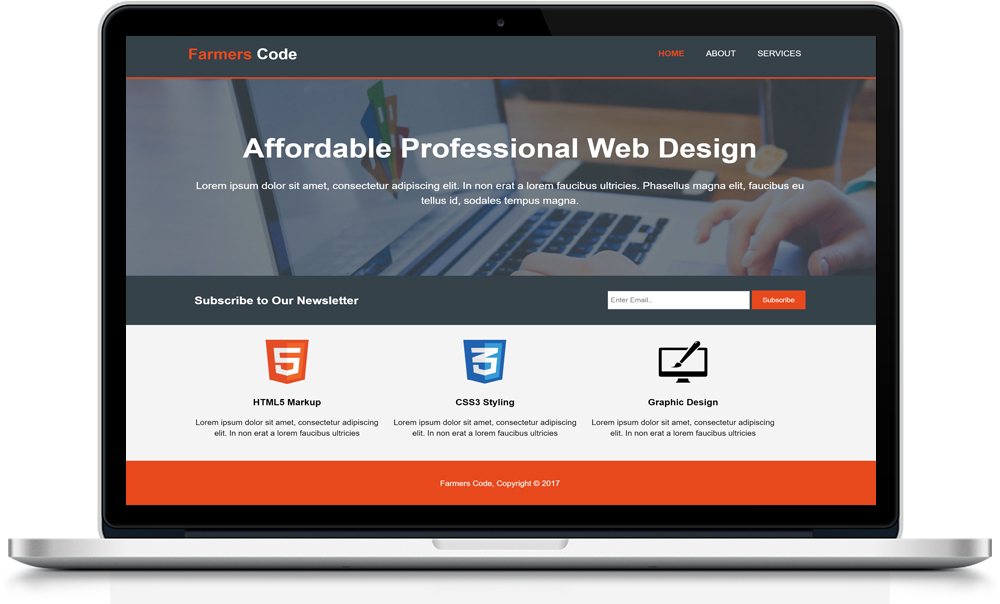 Farmers Code
HOME ABOUT SERVICES
Affordable Professional Web Design
Lorem ipsum dolor sit amet, consectetur adipiscing elit. In non erat a lorem faucibus ultricies. Phasellus magna elit, faucibus eu
tellus id, sodales tempus magna.
Subscribe to Our Newsletter
Enter Email..
Subscribe
5
3
HTML5 Markup
CSS3 Styling
Graphic Design
Lorem ipsum dolor sit amet, consectetur adipiscing
elit. In non erat a lorem faucibus ultricies
Lorem ipsum dolor sit amet, consectetur adipiscing
elit. In non erat a lorem faucibus ultricies
Lorem ipsum dolor sit amet, consectetur adipiscing
elit. In non erat a lorem faucibus ultricies
Farmers Code, Copyright © 2017